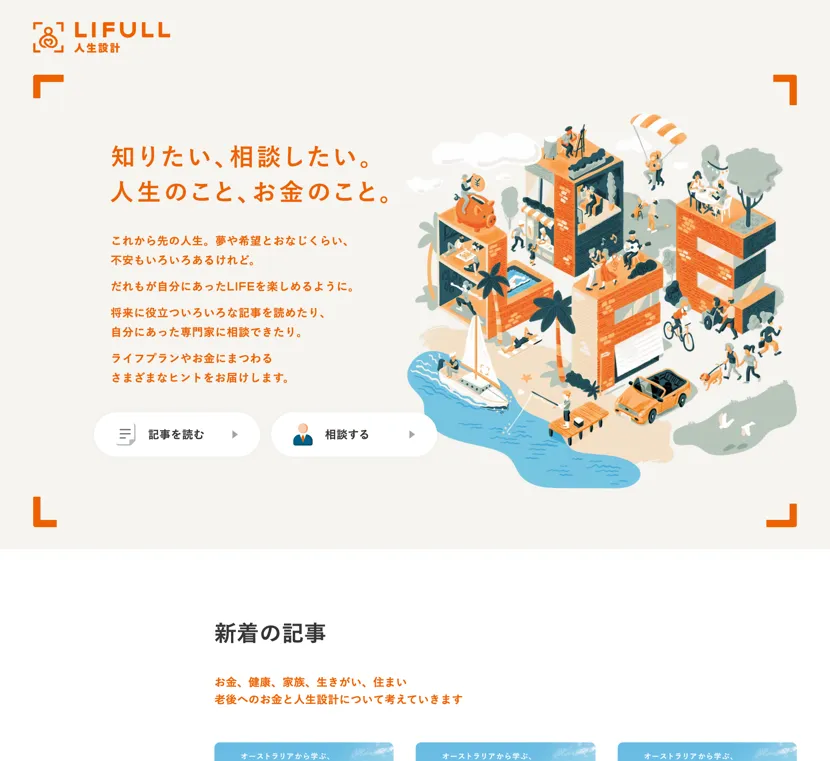 LIFULL
人生設計
知りたい、相談したい。
人生のこと、お金のこと。
これから先の人生。夢や希望とおなじくらい、
不安もいろいろあるけれど。
だれもが自分にあったLIFEを楽しめるように。
将来に役立ついろいろな記事を読めたり、
自分にあった専門家に相談できたり。
ライフプランやお金にまつわる
さまざまなヒントをお届けします。
記事を読む
相談する
新着の記事
お金、健康、家族、生きがい、住まい
老後へのお金と人生設計について考えていきます
オーストラリアから学ぶ、
オーストラリアから学ぶ、
オーストラリアから学ぶ、